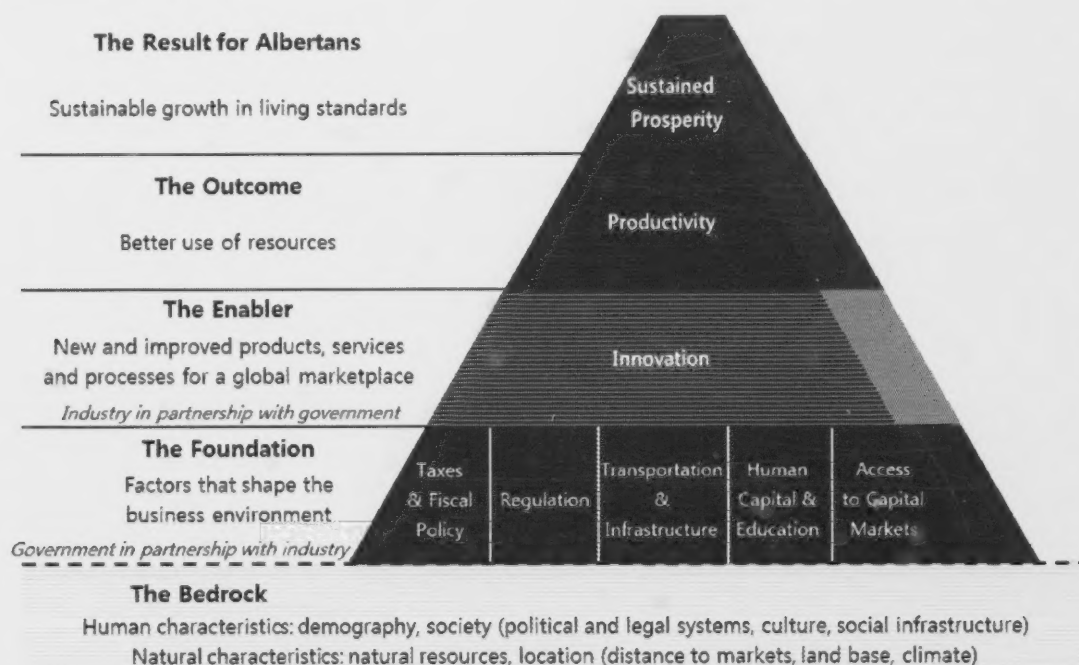 The Result for Albertans
Sustainable growth in living standards
Sustained
Prosperity
The Outcome
Better use of resources
Productivity
The Enabler
New and improved products, services
and processes for a global marketplace
Industry in partnership with government
Innovation
The Foundation
Factors that shape the
business environment
Government in partnership with industry
Taxes
& Fiscal
Policy
Regulation
Transportation
&
Infrastructure
Human
Capital &
Education
Access
to Capital
Markets
The Bedrock
Human characteristics: demography, society (political and legal systems, culture, social infrastructure)
Natural characteristics: natural resources, location (distance to markets, land base, climate)